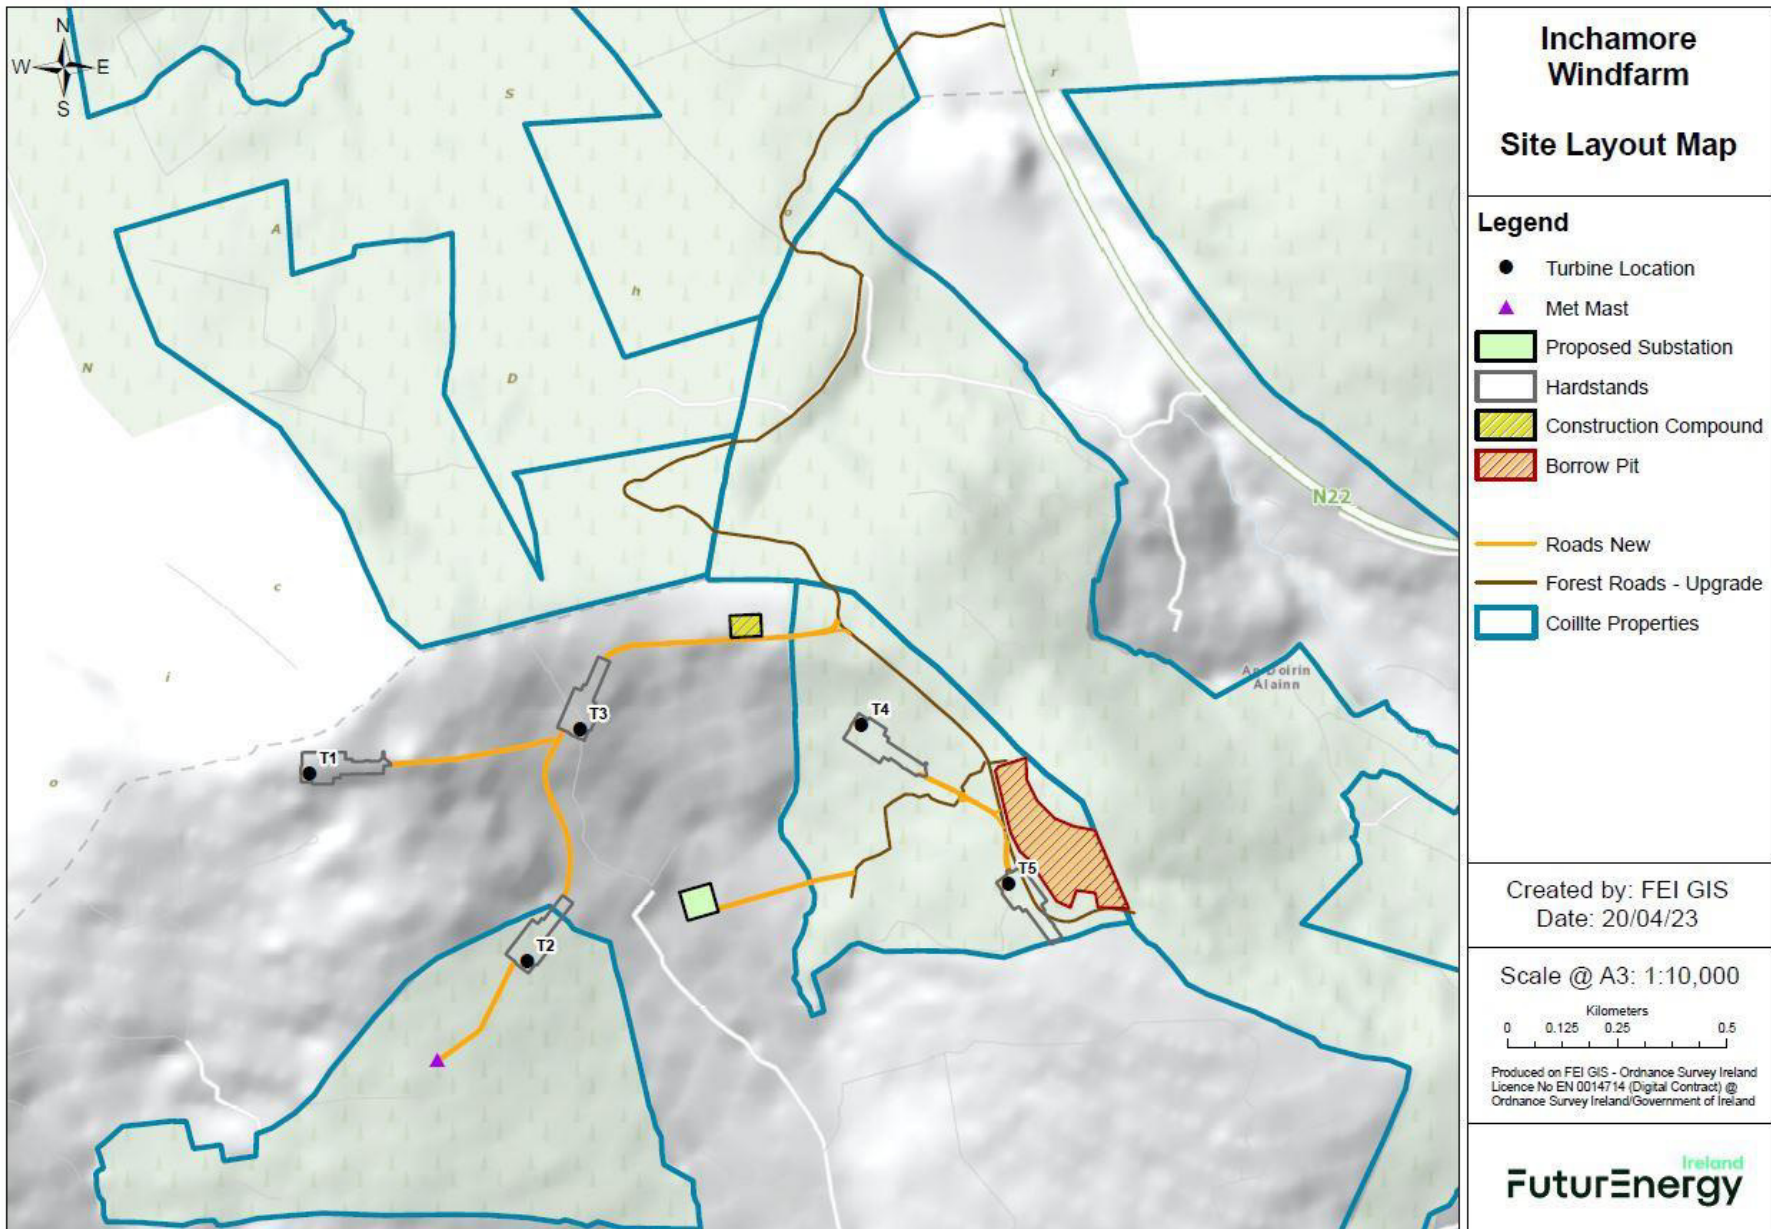 Inchamore
Windfarm
Site Layout Map
Legend
Turbine Location
Met Mast
Proposed Substation
Hardstands
Construction Compound
Borrow Pit
Roads New
Forest Roads - Upgrade
Coillte Properties
Created by: FEI GIS
Date: 20/04/23
Scale @ A3: 1:10,000
Kilometers
0 0.125 0.25 0.5
Produced on FEI GIS - Ordnance Survey Ireland
Licence No EN 0014714 (Digital Contract) @
Ordnance Survey Ireland/Government of Ireland
Ireland
FuturEnergy
N
W E
S
S
r
A
o
h
N
D
c
i
o
N22
An Doirin
Alainn
T3
T4
T1
T5
T2